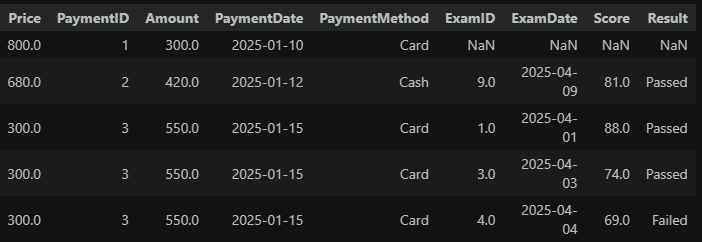 Price PaymentID Amount PaymentDate PaymentMethod ExamID ExamDate Score Result
800.0 1 300.0 2025-01-10 Card NaN NaN NaN NaN
680.0 2 420.0 2025-01-12 Cash 9.0 2025-04-09 81.0 Passed
300.0 3 550.0 2025-01-15 Card 1.0 2025-04-01 88.0 Passed
300.0 3 550.0 2025-01-15 Card 3.0 2025-04-03 74.0 Passed
300.0 3 550.0 2025-01-15 Card 4.0 2025-04-04 69.0 Failed